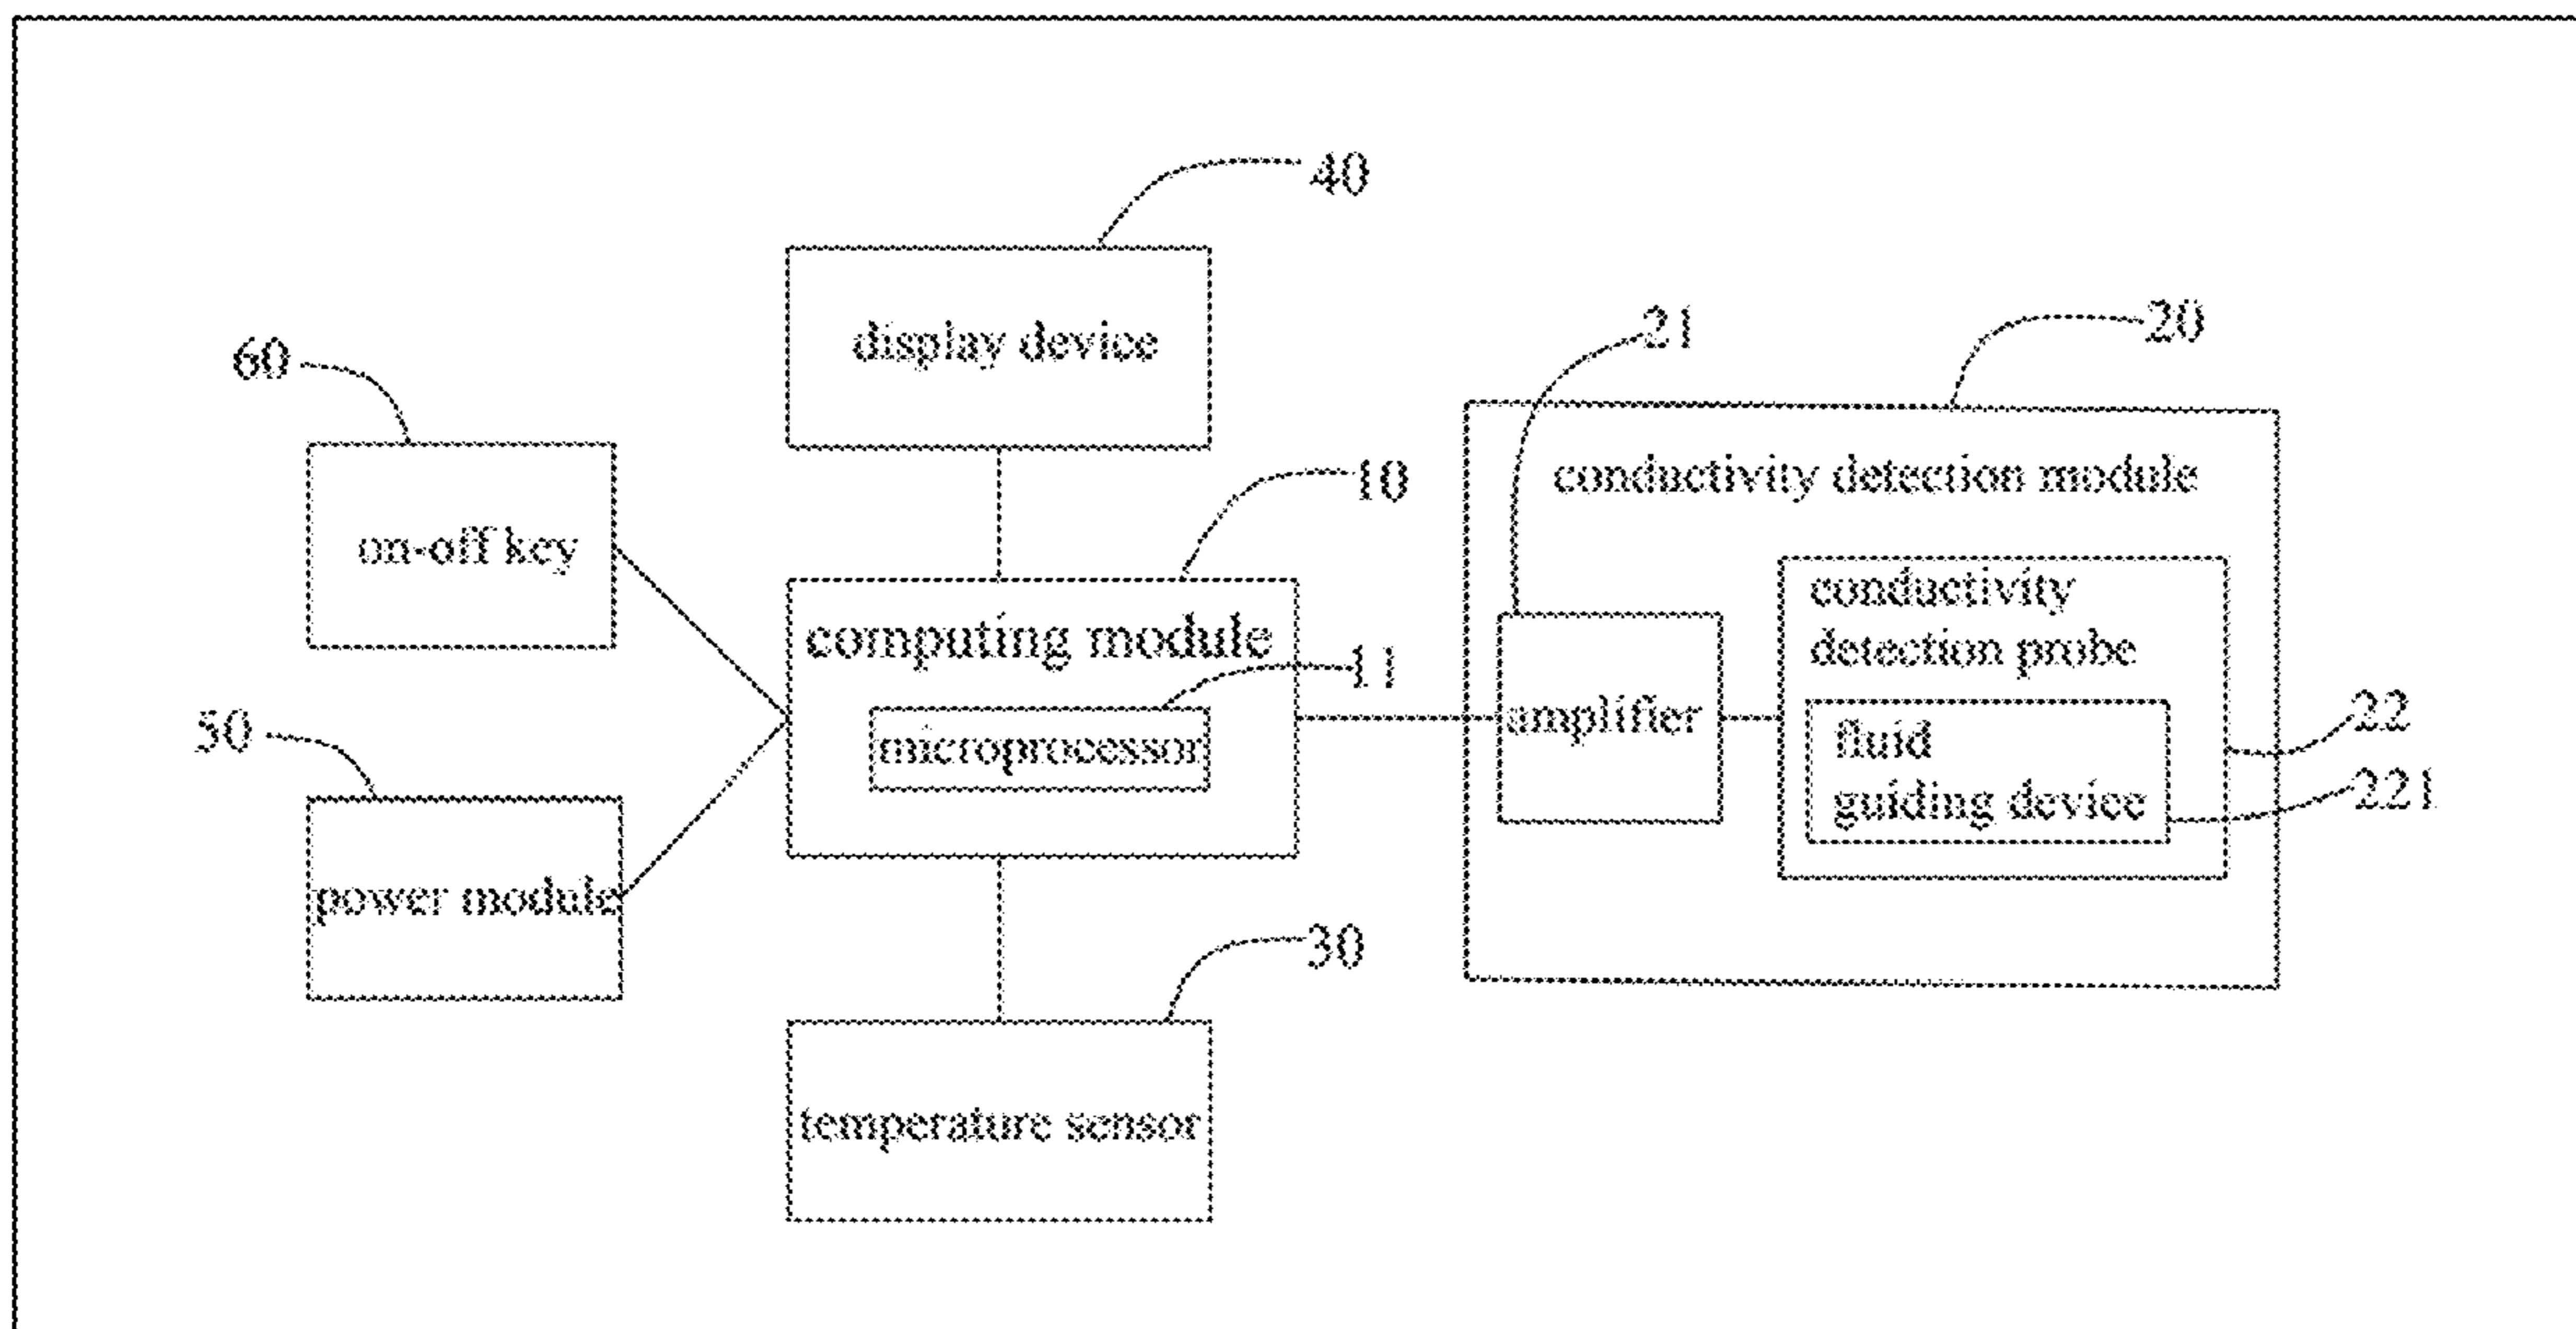 40
display device
60
on-off key
21
20
conductivity detection module
10
computing module
11
microprocessor
amplifier
conductivity
detection probe
fluid
guiding device
22
221
50
power module
30
temperature sensor